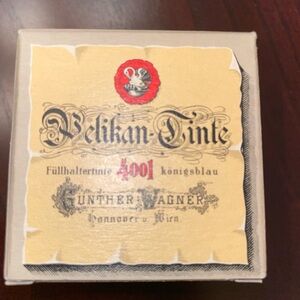 Pelikan-Tinte
Füllhaltertinte 4001 königsblau
GÜNTHER WAGNER
Hannover u. Wien.